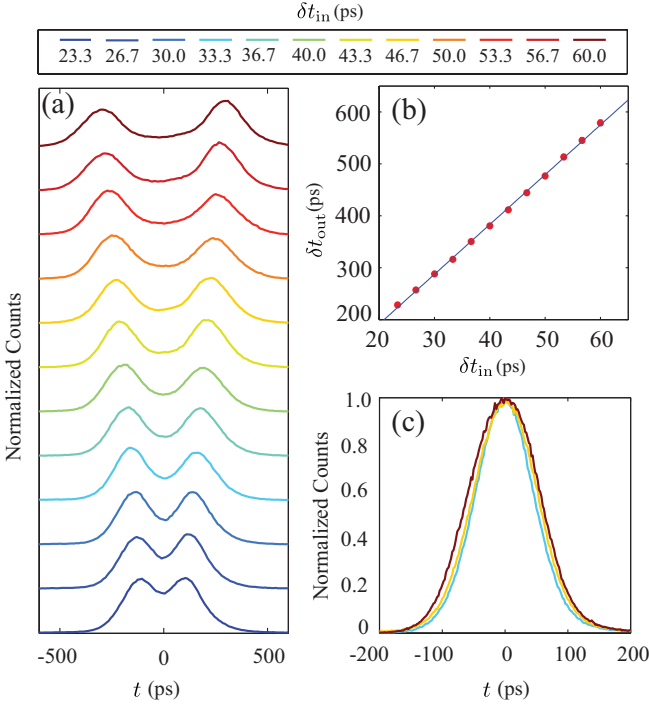 δt_in (ps)
23.3 26.7 30.0 33.3 36.7 40.0 43.3 46.7 50.0 53.3 56.7 60.0
(a)
Normalized Counts
-500 0 500
t (ps)
(b)
δt_out (ps)
600
500
400
300
200
20 30 40 50 60
δt_in (ps)
(c)
Normalized Counts
1.0
0.8
0.6
0.4
0.2
0
-200 -100 0 100 200
t (ps)